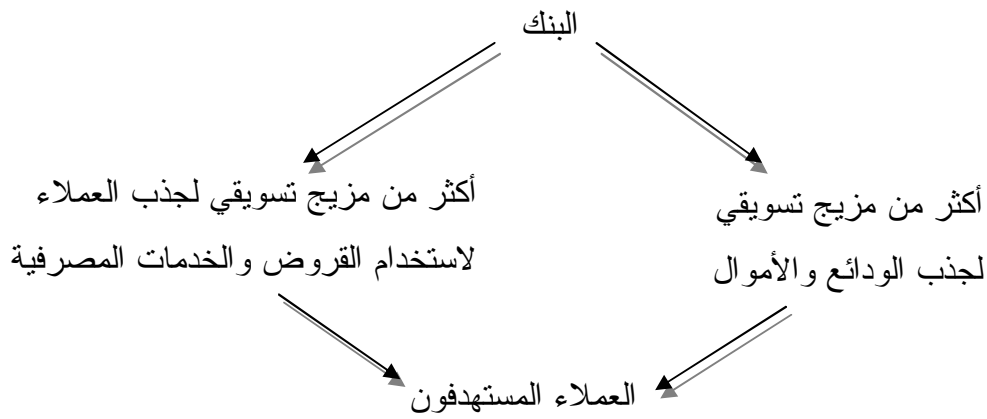 البنك
أكثر من مزيج تسويقي
لجذب الودائع والأموال
أكثر من مزيج تسويقي لجذب العملاء
لاستخدام القروض والخدمات المصرفية
العملاء المستهدفون